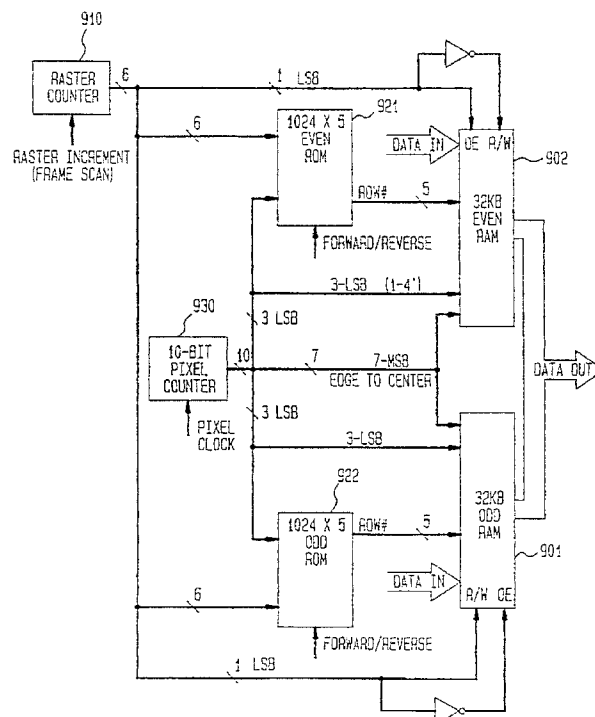 910
RASTER
COUNTER
6
RASTER INCREMENT
(FRAME SCAN)
1 LSB
6
921
1024 X 5
EVEN
ROM
ROW#
5
FORWARD/REVERSE
DATA IN
OE R/W
902
32KB
EVEN
RAM
3-LSB (1-4')
3 LSB
930
10-BIT
PIXEL
COUNTER
10
7
7-MSB
EDGE TO CENTER
DATA OUT
PIXEL
CLOCK
3 LSB
3-LSB
922
1024 X 5
ODD
ROM
ROW#
5
32KB
ODD
RAM
901
DATA IN
R/W OE
6
FORWARD/REVERSE
1 LSB